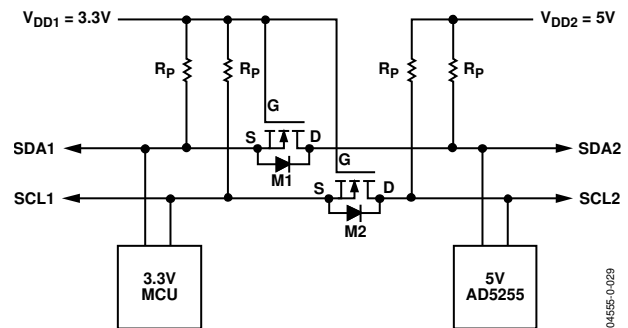 VDD1 = 3.3V
VDD2 = 5V
RP
RP
RP
RP
G
SDA1
S
D
SDA2
M1
G
SCL1
S
D
SCL2
M2
3.3V
MCU
5V
AD5255
04555-0-029